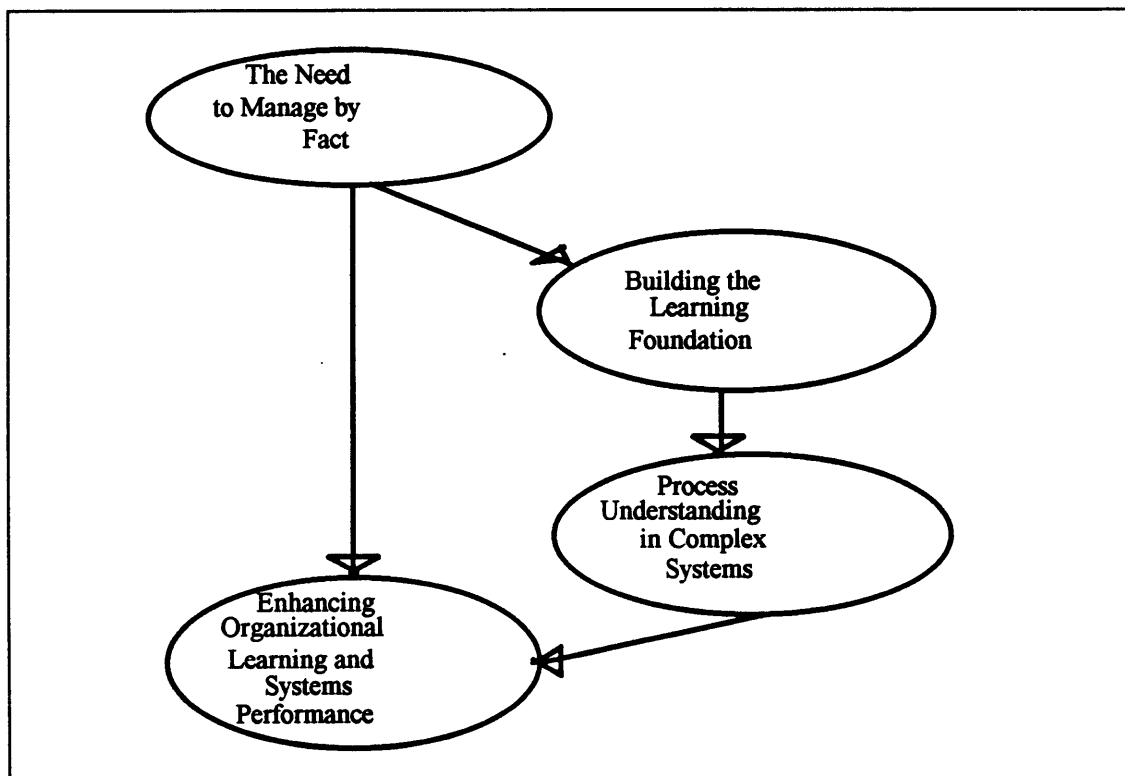 The Need
to Manage by
Fact
Building the
Learning
Foundation
Process
Understanding
in Complex
Systems
Enhancing
Organizational
Learning and
Systems
Performance